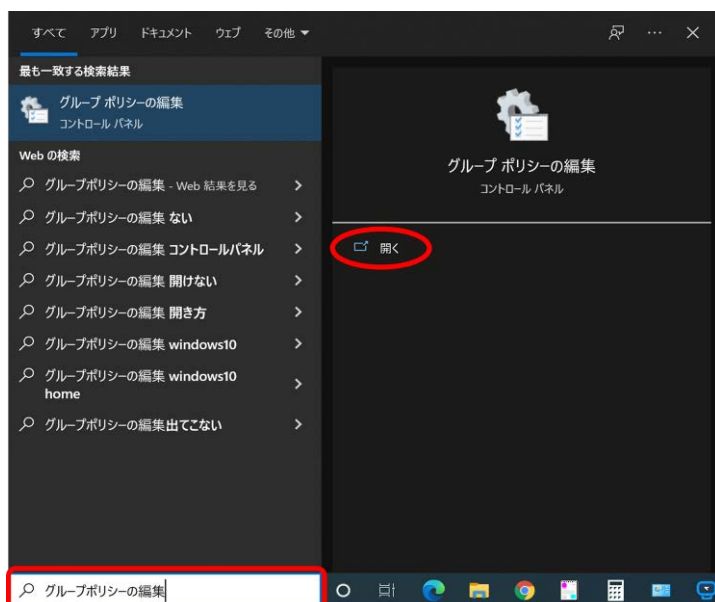 すべて アプリ ドキュメント ウェブ その他
最も一致する検索結果
グループ ポリシーの編集
コントロール パネル
Web の検索
グループポリシーの編集 - Web 結果を見る
グループポリシーの編集 ない
グループポリシーの編集 コントロールパネル
グループポリシーの編集 開けない
グループポリシーの編集 開き方
グループポリシーの編集 windows10
グループポリシーの編集 windows10
home
グループポリシーの編集出てこない
グループ ポリシーの編集
コントロール パネル
開く
グループポリシーの編集